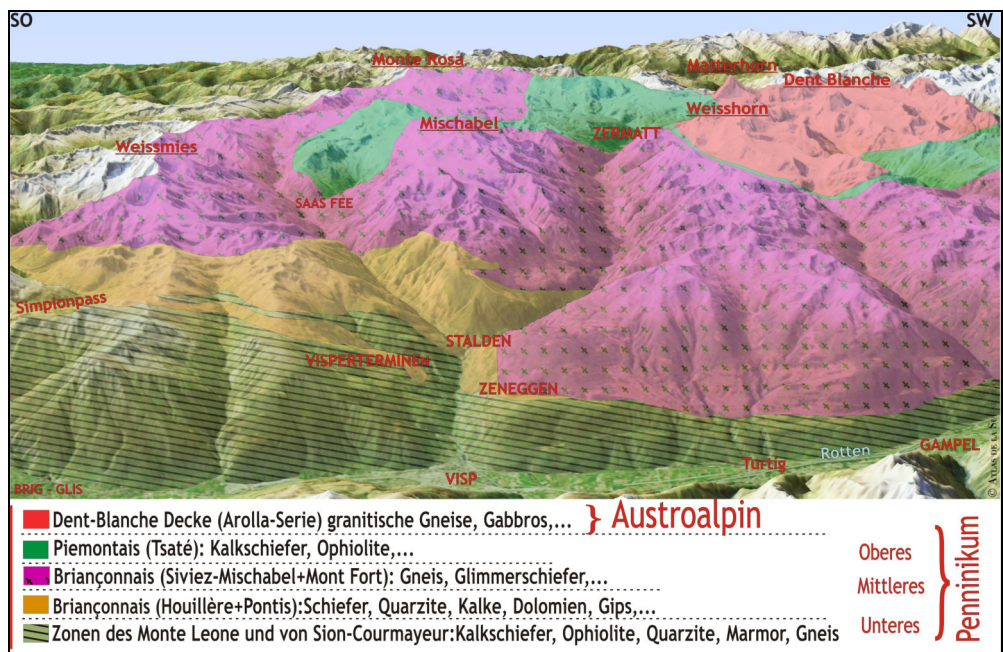 SO
SW
Monte Rosa
Matterhorn
Dent Blanche
Weisshorn
Mischabel
ZERMATT
Weissmies
SAAS FEE
Simplonpass
STALDEN
VISPERTERMINEN
ZENEGGEN
GAMPEL
Rotten
Turtig
VISP
BRIG - GLIS
Dent-Blanche Decke (Arolla-Serie) granitische Gneise, Gabbros,... } Austroalpin
Piemontais (Tsaté): Kalkschiefer, Ophiolite,...
Oberes
Briançonnais (Siviez-Mischabel+Mont Fort): Gneis, Glimmerschiefer,...
Mittleres
Briançonnais (Houillère+Pontis):Schiefer, Quarzite, Kalke, Dolomien, Gips,...
Unteres
Zonen des Monte Leone und von Sion-Courmayeur:Kalkschiefer, Ophiolite, Quarzite, Marmor, Gneis
Penninikum
© ATLAS DE LA